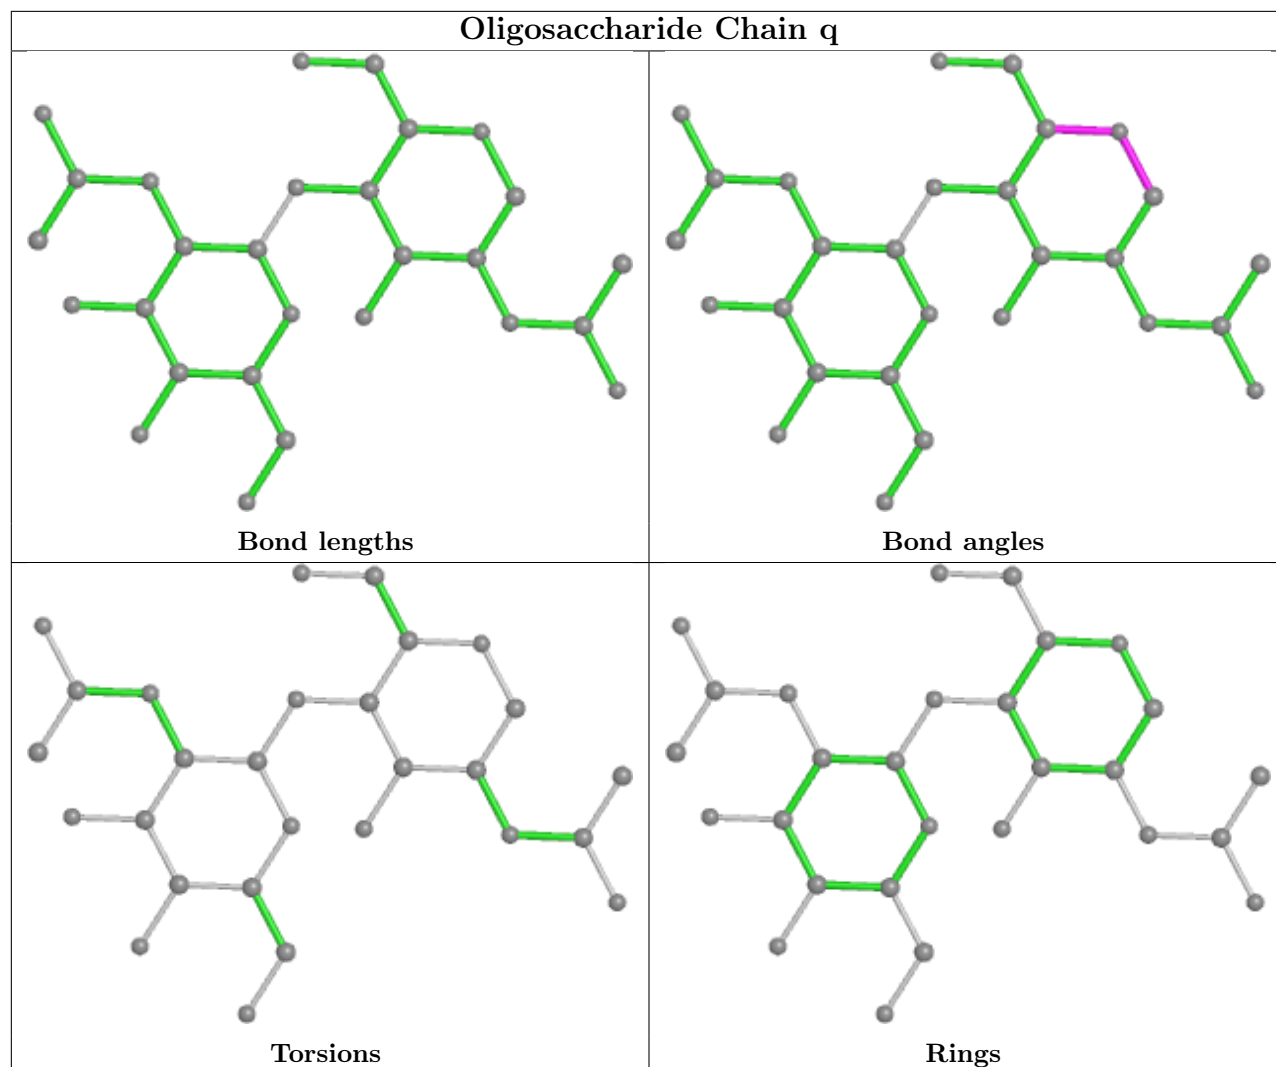 Oligosaccharide Chain q
Bond lengths
Bond angles
Torsions
Rings